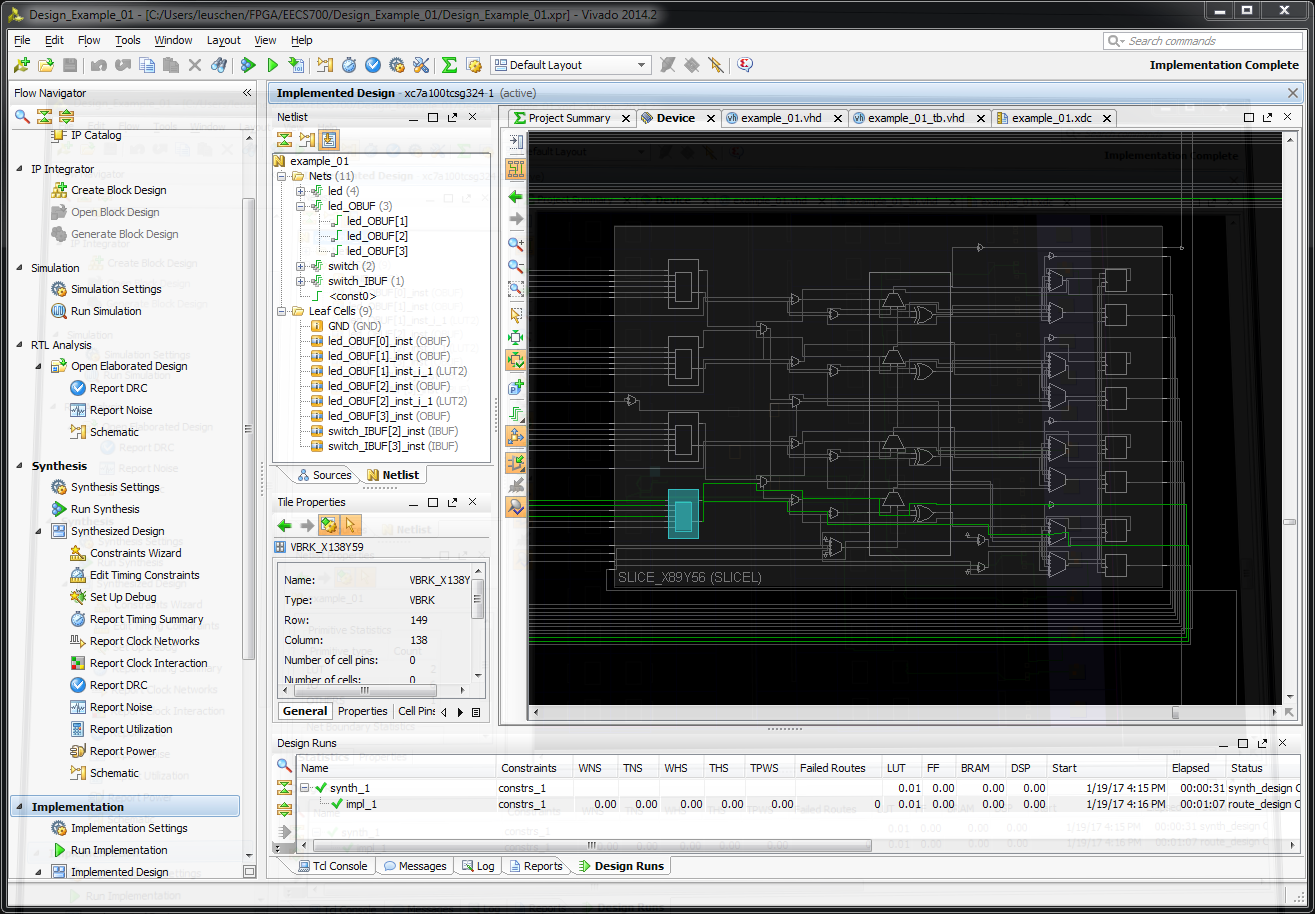 Design_Example_01 - [C:/Users/leuschen/FPGA/EECS700/Design_Example_01/Design_Example_01.xpr] - Vivado 2014.2
File Edit Flow Tools Window Layout View Help
Search commands
Default Layout
Implementation Complete
Flow Navigator
IP Catalog
IP Integrator
Create Block Design
Open Block Design
Generate Block Design
Simulation
Simulation Settings
Run Simulation
RTL Analysis
Open Elaborated Design
Report DRC
Report Noise
Schematic
Synthesis
Synthesis Settings
Run Synthesis
Synthesized Design
Constraints Wizard
Edit Timing Constraints
Set Up Debug
Report Timing Summary
Report Clock Networks
Report Clock Interaction
Report DRC
Report Noise
Report Utilization
Report Power
Schematic
Implementation
Implementation Settings
Run Implementation
Implemented Design
Implemented Design - xc7a100tcsg324-1 (active)
Netlist
example_01
Nets (11)
led (4)
led_OBUF (3)
led_OBUF[1]
led_OBUF[2]
led_OBUF[3]
switch (2)
switch_IBUF (1)
<const0>
Leaf Cells (9)
GND (GND)
led_OBUF[0]_inst (OBUF)
led_OBUF[1]_inst (OBUF)
led_OBUF[1]_inst_i_1 (LUT2)
led_OBUF[2]_inst (OBUF)
led_OBUF[2]_inst_i_1 (LUT2)
led_OBUF[3]_inst (OBUF)
switch_IBUF[2]_inst (IBUF)
switch_IBUF[3]_inst (IBUF)
Sources Netlist
Tile Properties
VBRK_X138Y59
Name: VBRK_X138Y
Type: VBRK
Row: 149
Column: 138
Number of cell pins: 0
Number of cells: 0
General Properties Cell Pins
Project Summary Device example_01.vhd example_01_tb.vhd example_01.xdc
SLICE_X89Y56 (SLICEL)
Design Runs
Name Constraints WNS TNS WHS THS TPWS Failed Routes LUT FF BRAM DSP Start Elapsed Status
synth_1 constrs_1 0.01 0.00 0.00 0.00 1/19/17 4:15 PM 00:00:31 synth_design C
impl_1 constrs_1 0.00 0.00 0.00 0.00 0.00 0 0.01 0.00 0.00 0.00 1/19/17 4:16 PM 00:01:07 route_design C
Tcl Console Messages Log Reports Design Runs